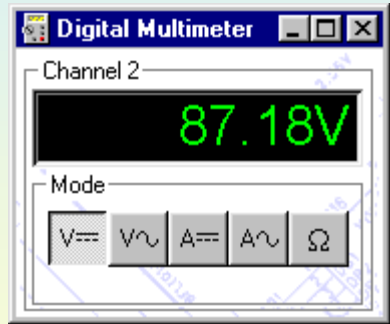 Digital Multimeter
Channel 2
87.18V
Mode
V⎓ V∿ A⎓ A∿ Ω